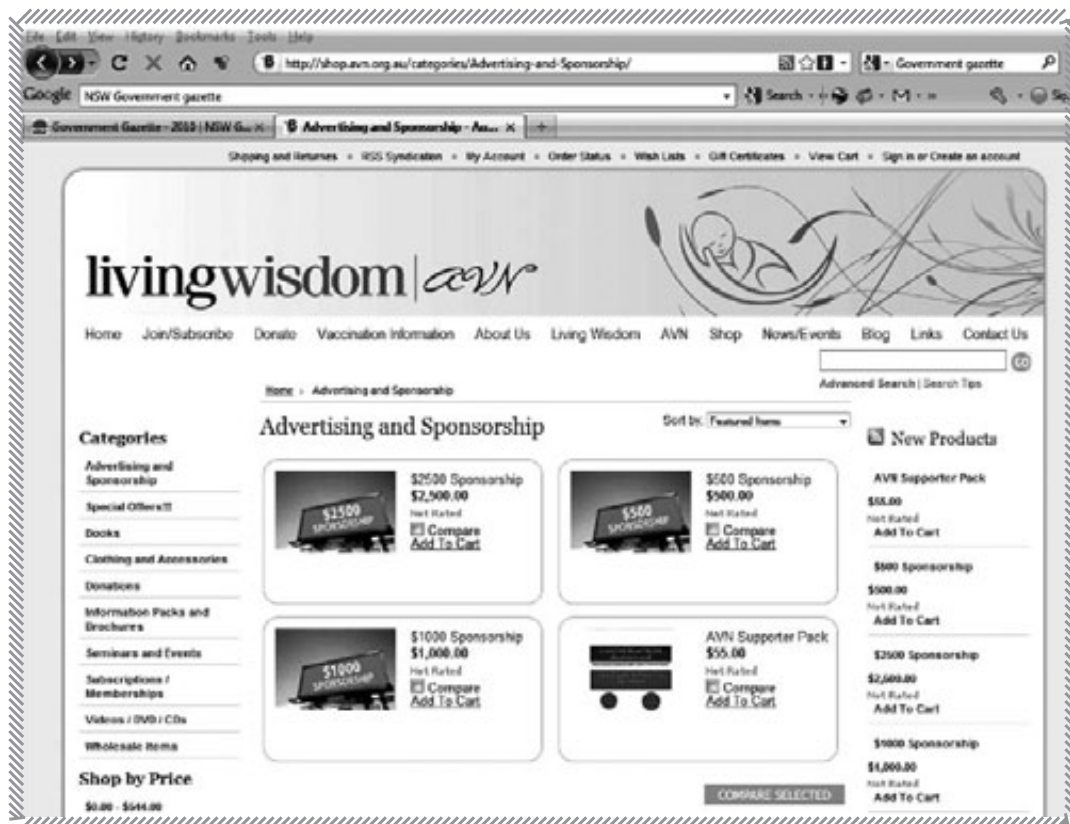 File Edit View History Bookmarks Tools Help
http://shop.avn.org.au/categories/Advertising-and-Sponsorship/
Government gazette
Google
NSW Government gazette
Search
Government Gazette - 2010 | NSW G...
Advertising and Sponsorship - Au...
Shipping and Returnes
RSS Syndication
My Account
Order Status
Wish Lists
Gift Certificates
View Cart
Sign in or Create an account
livingwisdom | avn
Home Join/Subscribe Donate Vaccination Information About Us Living Wisdom AVN Shop News/Events Blog Links Contact Us
GO
Advanced Search | Search Tips
Home > Advertising and Sponsorship
Categories
Advertising and
Sponsorship
Special Offers!!!
Books
Clothing and Accessories
Donations
Information Packs and
Brochures
Seminars and Events
Subscriptions /
Memberships
Videos / DVD / CDs
Wholesale Items
Shop by Price
$0.00 - $544.00
Advertising and Sponsorship
Sort by: Featured Items
$2500
SPONSORSHIP
$2500 Sponsorship
$2,500.00
Not Rated
Compare
Add To Cart
$500
SPONSORSHIP
$500 Sponsorship
$500.00
Not Rated
Compare
Add To Cart
$1000
SPONSORSHIP
$1000 Sponsorship
$1,000.00
Not Rated
Compare
Add To Cart
AVN Supporter Pack
$55.00
Not Rated
Compare
Add To Cart
COMPARE SELECTED
New Products
AVN Supporter Pack
$55.00
Not Rated
Add To Cart
$500 Sponsorship
$500.00
Not Rated
Add To Cart
$2500 Sponsorship
$2,500.00
Not Rated
Add To Cart
$1000 Sponsorship
$1,000.00
Not Rated
Add To Cart